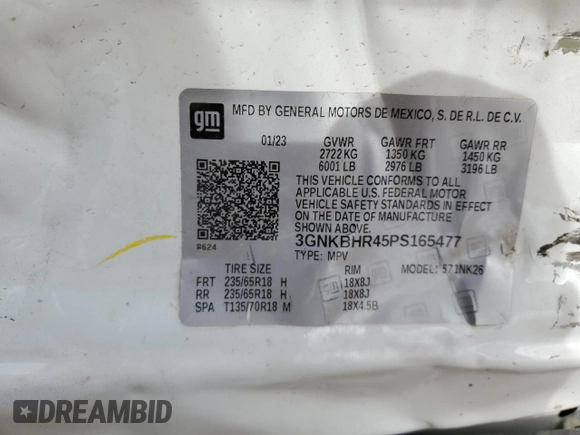 gm
MFD BY GENERAL MOTORS DE MEXICO, S. DE R.L. DE C.V.
01/23 GVWR GAWR FRT GAWR RR
2722 KG 1350 KG 1450 KG
6001 LB 2976 LB 3196 LB
THIS VEHICLE CONFORMS TO ALL
APPLICABLE U.S. FEDERAL MOTOR
VEHICLE SAFETY STANDARDS IN EFFECT
ON THE DATE OF MANUFACTURE
SHOWN ABOVE.
3GNKBHR45PS165477
8624
TYPE: MPV MODEL: 571NK26
TIRE SIZE RIM
FRT 235/65R18 H 18X8J
RR 235/65R18 H 18X8J
SPA T135/70R18 M 18X4.5B
DREAMBID